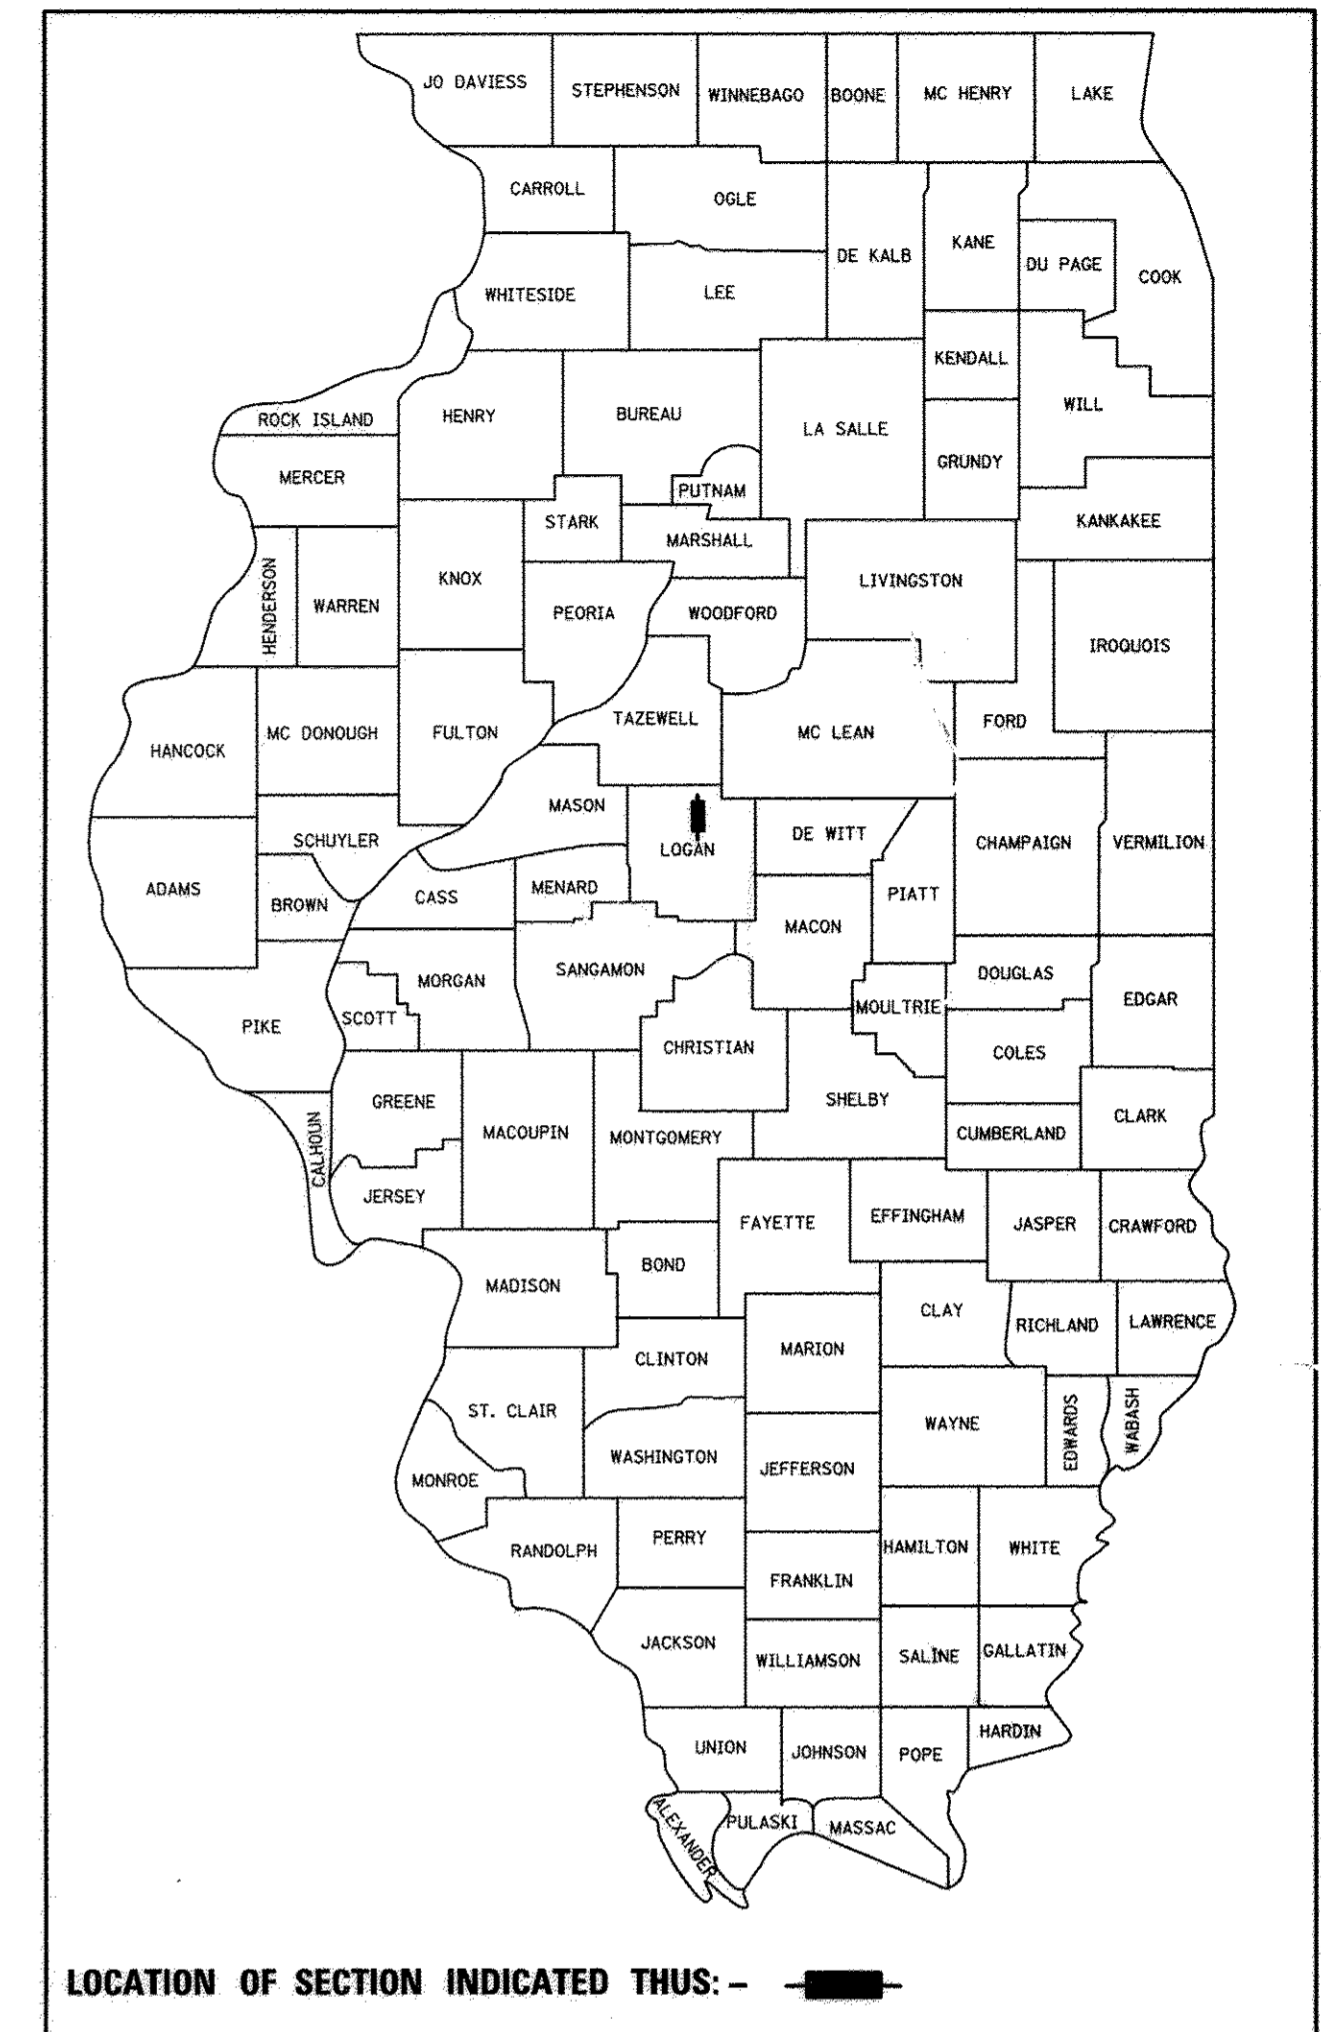 JO DAVIESS
STEPHENSON
WINNEBAGO
BOONE
MC HENRY
LAKE
CARROLL
OGLE
DE KALB
KANE
DU PAGE
COOK
WHITESIDE
LEE
KENDALL
ROCK ISLAND
HENRY
BUREAU
LA SALLE
WILL
GRUNDY
MERCER
PUTNAM
STARK
MARSHALL
KANKAKEE
HENDERSON
WARREN
KNOX
PEORIA
WOODFORD
LIVINGSTON
IROQUOIS
HANCOCK
MC DONOUGH
FULTON
TAZEWELL
MC LEAN
FORD
MASON
SCHUYLER
LOGAN
DE WITT
CHAMPAIGN
VERMILION
ADAMS
BROWN
CASS
MENARD
PIATT
MACON
MORGAN
SANGAMON
DOUGLAS
EDGAR
PIKE
SCOTT
CHRISTIAN
MOULTRIE
COLES
GREENE
SHELBY
CLARK
CALHOUN
MACOUPIN
MONTGOMERY
CUMBERLAND
JERSEY
FAYETTE
EFFINGHAM
JASPER
CRAWFORD
MADISON
BOND
CLAY
RICHLAND
LAWRENCE
CLINTON
MARION
ST. CLAIR
WAYNE
EDWARDS
WABASH
MONROE
WASHINGTON
JEFFERSON
RANDOLPH
PERRY
HAMILTON
WHITE
FRANKLIN
JACKSON
WILLIAMSON
SALINE
GALLATIN
UNION
JOHNSON
POPE
HARDIN
ALEXANDER
PULASKI
MASSAC
LOCATION OF SECTION INDICATED THUS: –